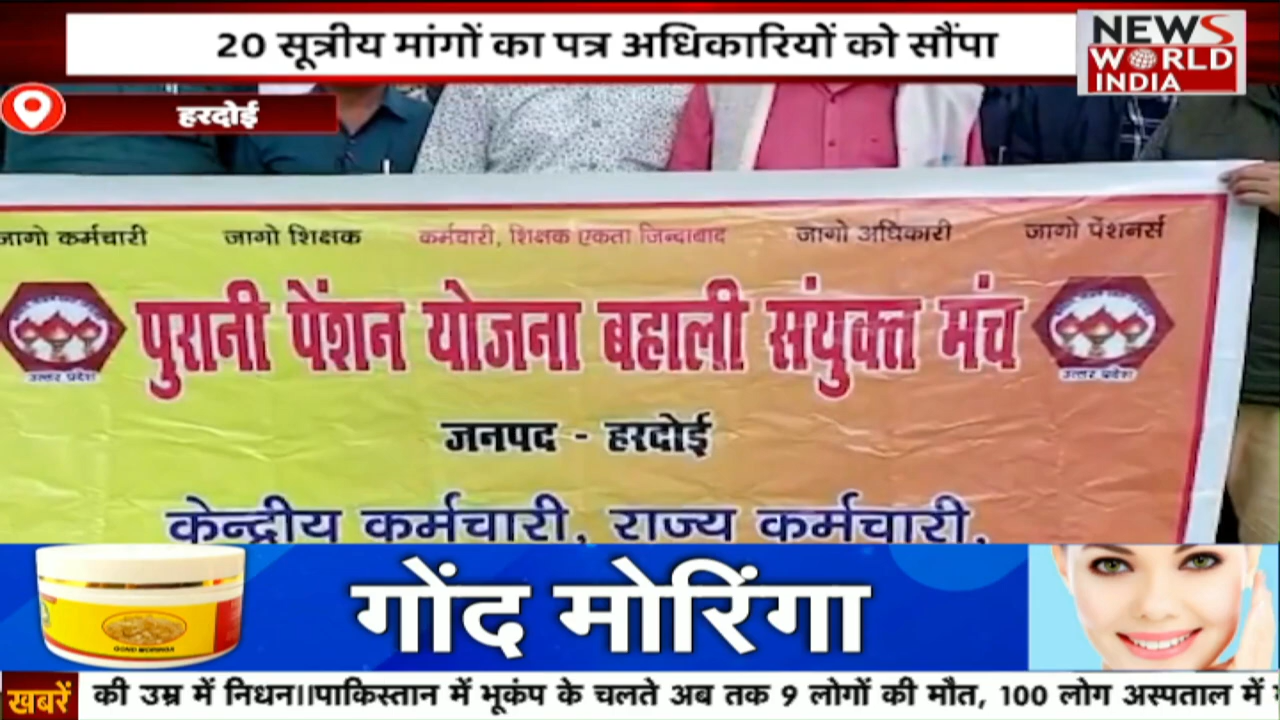 20 सूत्रीय मांगों का पत्र अधिकारियों को सौंपा
NEWS
WORLD
INDIA
हरदोई
जागो कर्मचारी जागो शिक्षक कर्मचारी, शिक्षक एकता जिन्दाबाद जागो अधिकारी जागो पेंशनर्स
पुरानी पेंशन योजना बहाली संयुक्त मंच
उत्तर प्रदेश उत्तर प्रदेश
जनपद - हरदोई
केन्द्रीय कर्मचारी, राज्य कर्मचारी,
गोंद मोरिंगा
GOND MORINGA
खबरें की उम्र में निधन।।पाकिस्तान में भूकंप के चलते अब तक 9 लोगों की मौत, 100 लोग अस्पताल में